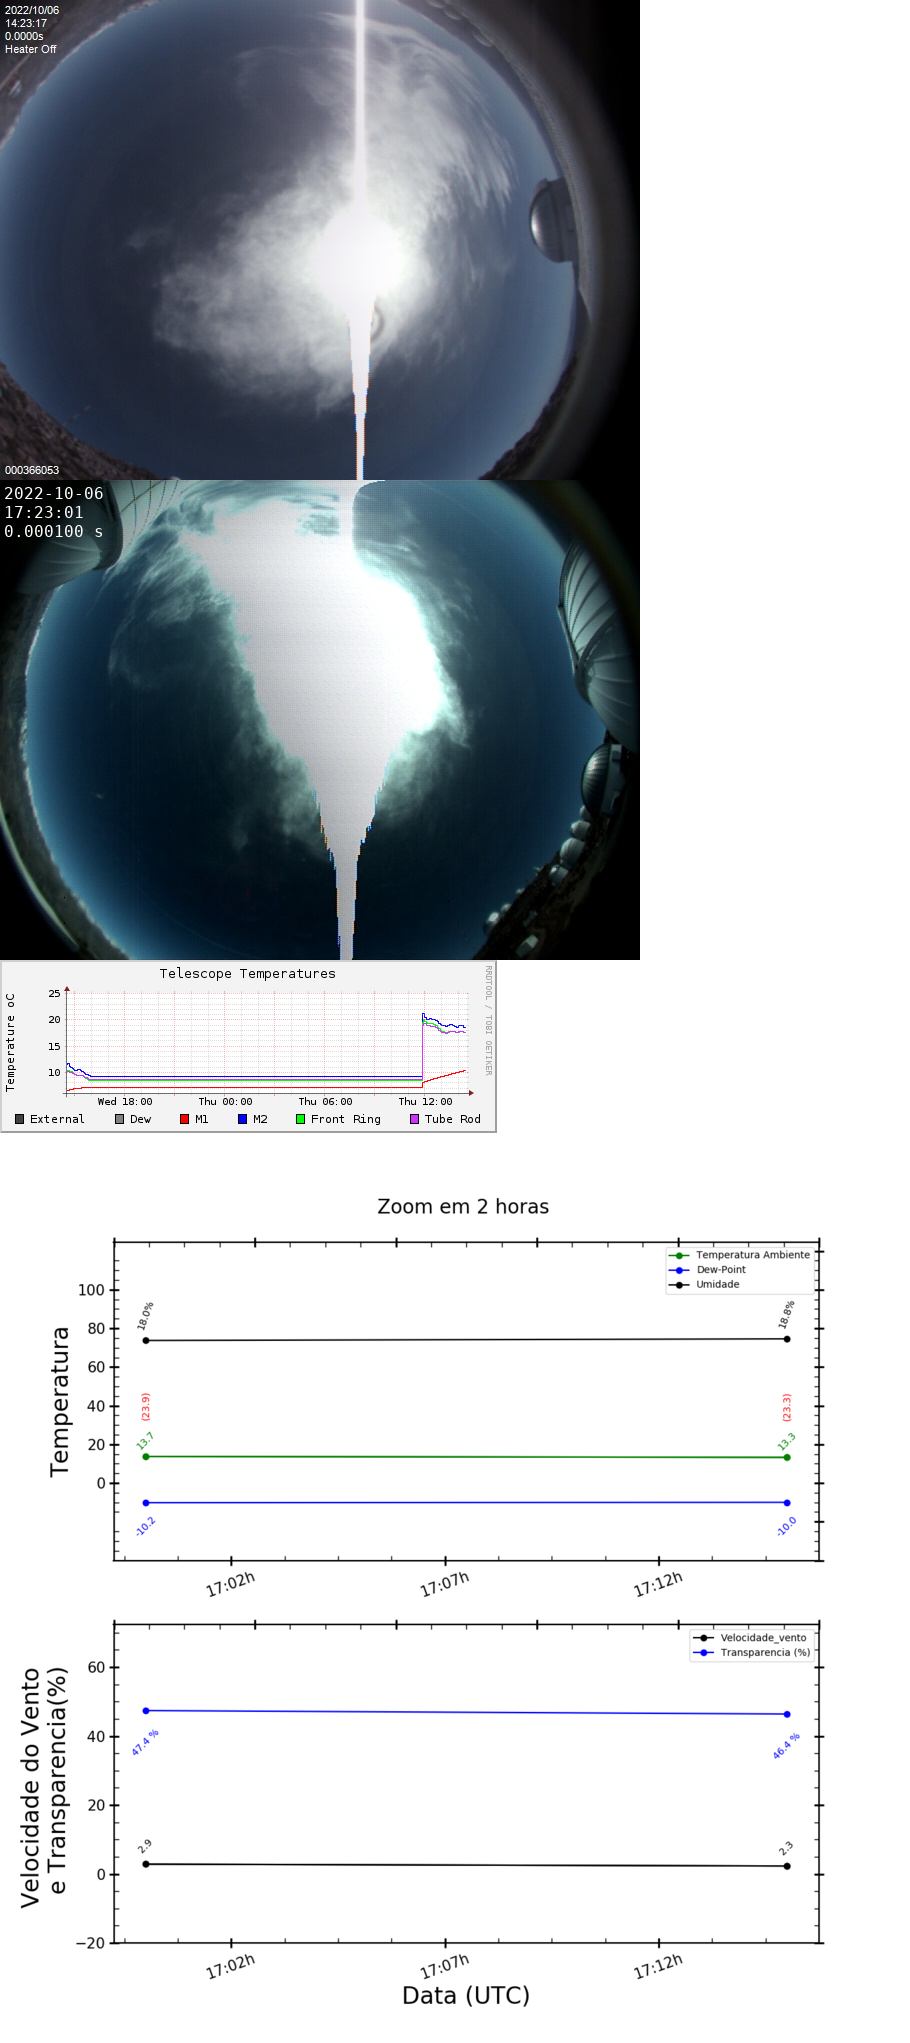 2022/10/06
14:23:17
0.0000s
Heater Off
000366053
2022-10-06
17:23:01
0.000100 s
Telescope Temperatures
RRDTOOL / TOBI OETIKER
Temperature oC
25
20
15
10
Wed 18:00 Thu 00:00 Thu 06:00 Thu 12:00
External Dew M1 M2 Front Ring Tube Rod
Zoom em 2 horas
Temperatura Ambiente
Dew-Point
Umidade
Temperatura
100
80
60
40
20
0
18.0% 18.8%
(23.9) (23.3)
13.7 13.3
-10.2 -10.0
17:02h 17:07h 17:12h
Velocidade_vento
Transparencia (%)
Velocidade do Vento
e Transparencia(%)
60
40
20
0
−20
47.4 % 46.4 %
2.9 2.3
17:02h 17:07h 17:12h
Data (UTC)